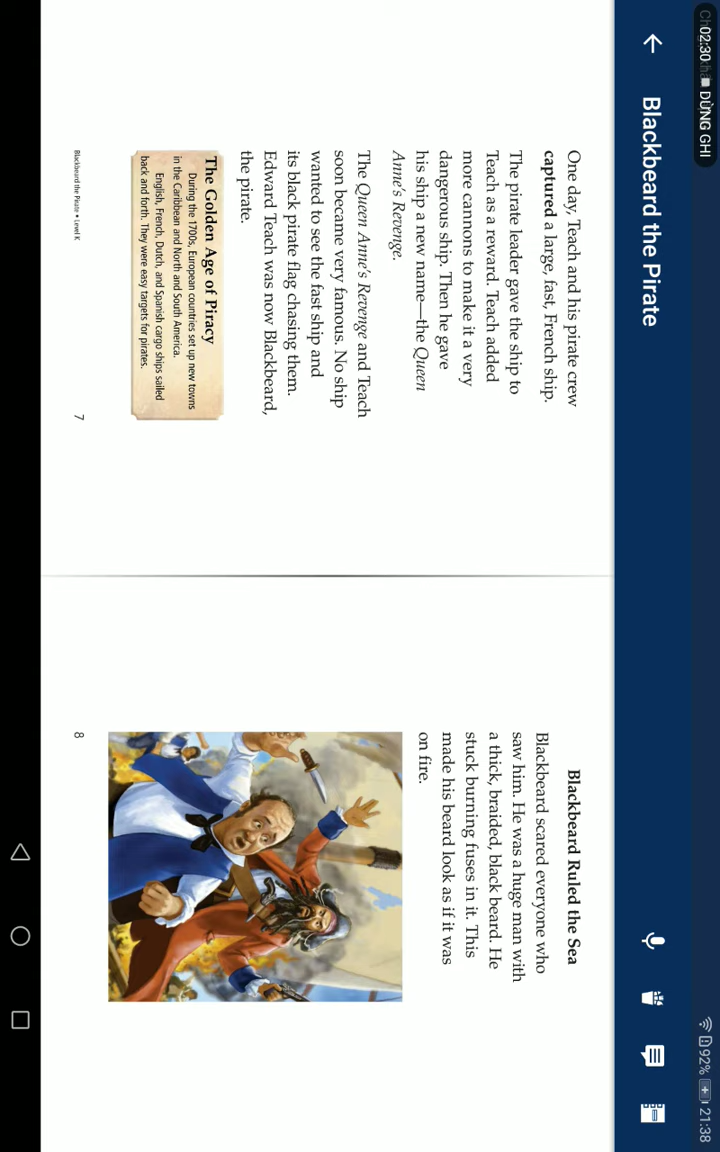 02:30 ■ DỪNG GHI
92% 21:38
Blackbeard the Pirate
One day, Teach and his pirate crew
captured a large, fast, French ship.
The pirate leader gave the ship to
Teach as a reward. Teach added
more cannons to make it a very
dangerous ship. Then he gave
his ship a new name—the Queen
Anne's Revenge.
The Queen Anne's Revenge and Teach
soon became very famous. No ship
wanted to see the fast ship and
its black pirate flag chasing them.
Edward Teach was now Blackbeard,
the pirate.
The Golden Age of Piracy
During the 1700s, European countries set up new towns
in the Caribbean and North and South America.
English, French, Dutch, and Spanish cargo ships sailed
back and forth. They were easy targets for pirates.
Blackbeard the Pirate • Level K
7
Blackbeard Ruled the Sea
Blackbeard scared everyone who
saw him. He was a huge man with
a thick, braided, black beard. He
stuck burning fuses in it. This
made his beard look as if it was
on fire.
8